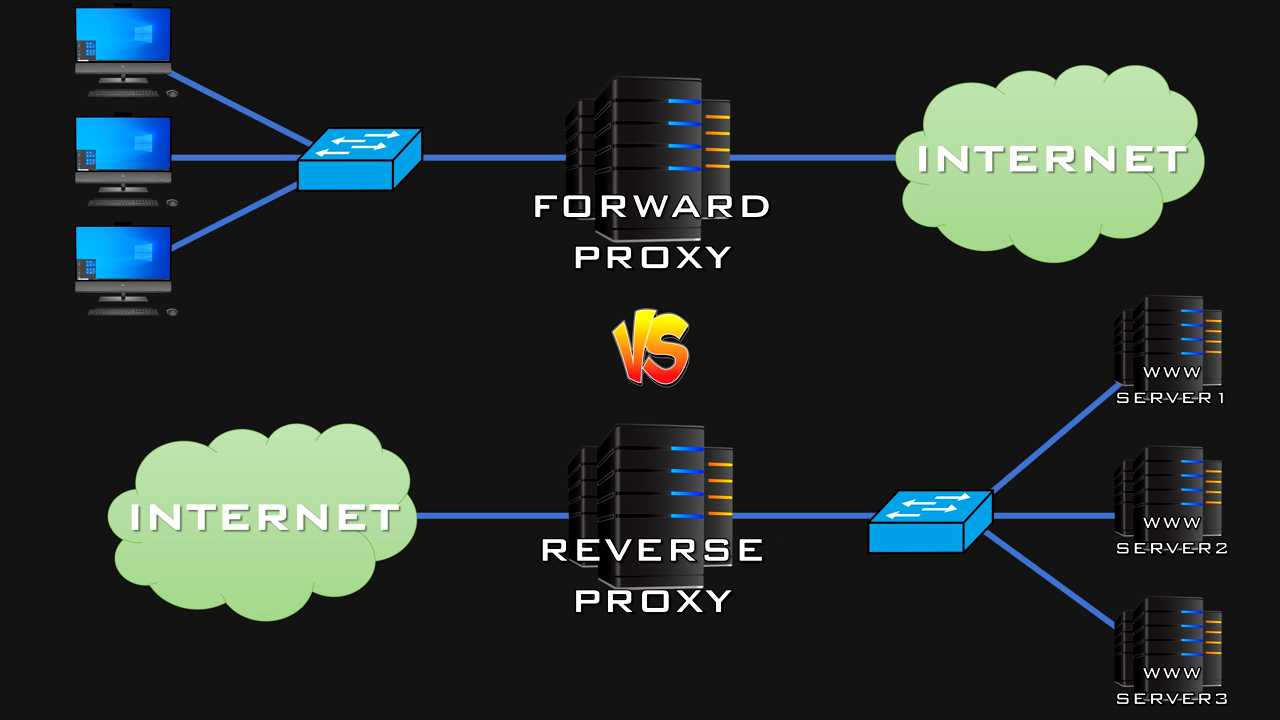 FORWARD
PROXY
INTERNET
VS
INTERNET
REVERSE
PROXY
WWW
SERVER1
WWW
SERVER2
WWW
SERVER3